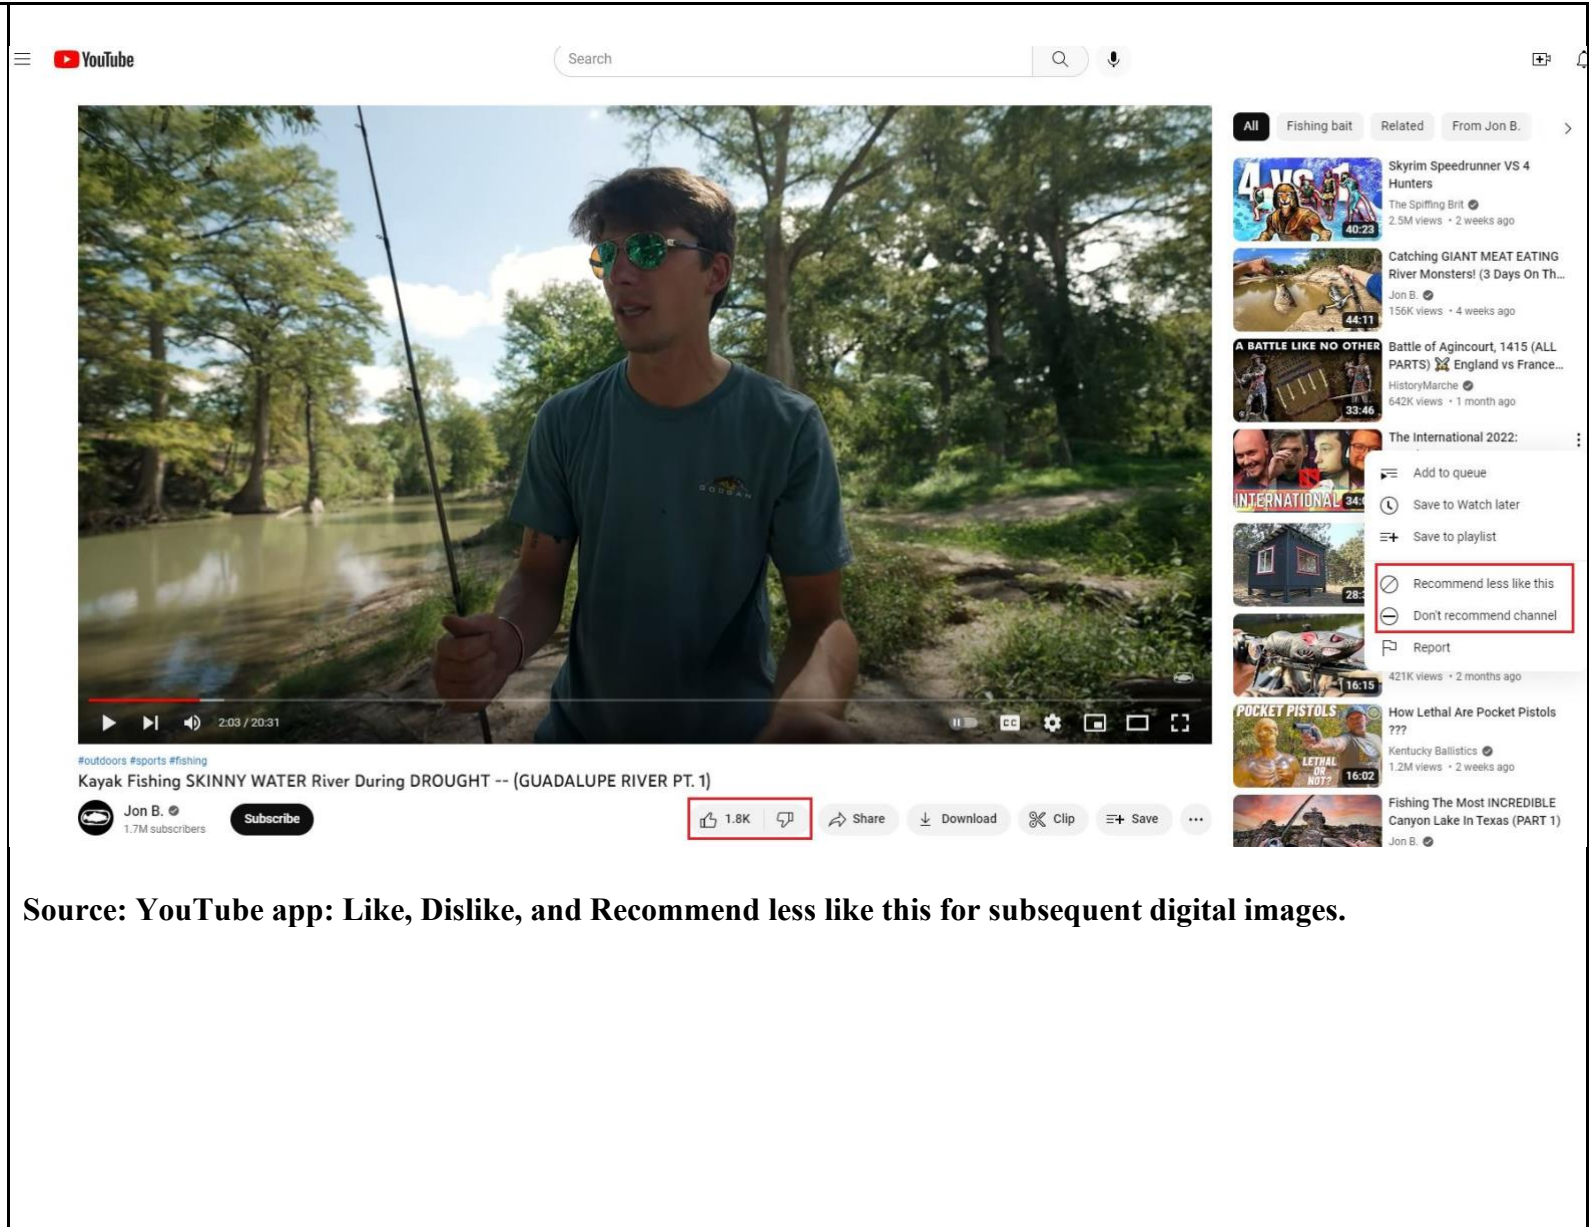 YouTube
Search
All Fishing bait Related From Jon B.
Skyrim Speedrunner VS 4
Hunters
The Spiffing Brit
2.5M views • 2 weeks ago
4 VS 1
40:23
Catching GIANT MEAT EATING
River Monsters! (3 Days On Th...
Jon B.
156K views • 4 weeks ago
44:11
A BATTLE LIKE NO OTHER
Battle of Agincourt, 1415 (ALL
PARTS) ⚔️ England vs France...
HistoryMarche
642K views • 1 month ago
33:46
The International 2022:
INTERNATIONAL
Add to queue
Save to Watch later
Save to playlist
Recommend less like this
Don't recommend channel
Report
421K views • 2 months ago
16:15
POCKET PISTOLS
LETHAL
OR
NOT?
16:02
How Lethal Are Pocket Pistols
???
Kentucky Ballistics
1.2M views • 2 weeks ago
Fishing The Most INCREDIBLE
Canyon Lake In Texas (PART 1)
Jon B.
GOOGAN
2:03 / 20:31
CC
#outdoors #sports #fishing
Kayak Fishing SKINNY WATER River During DROUGHT -- (GUADALUPE RIVER PT. 1)
Jon B.
1.7M subscribers
Subscribe
1.8K Share Download Clip Save
Source: YouTube app: Like, Dislike, and Recommend less like this for subsequent digital images.